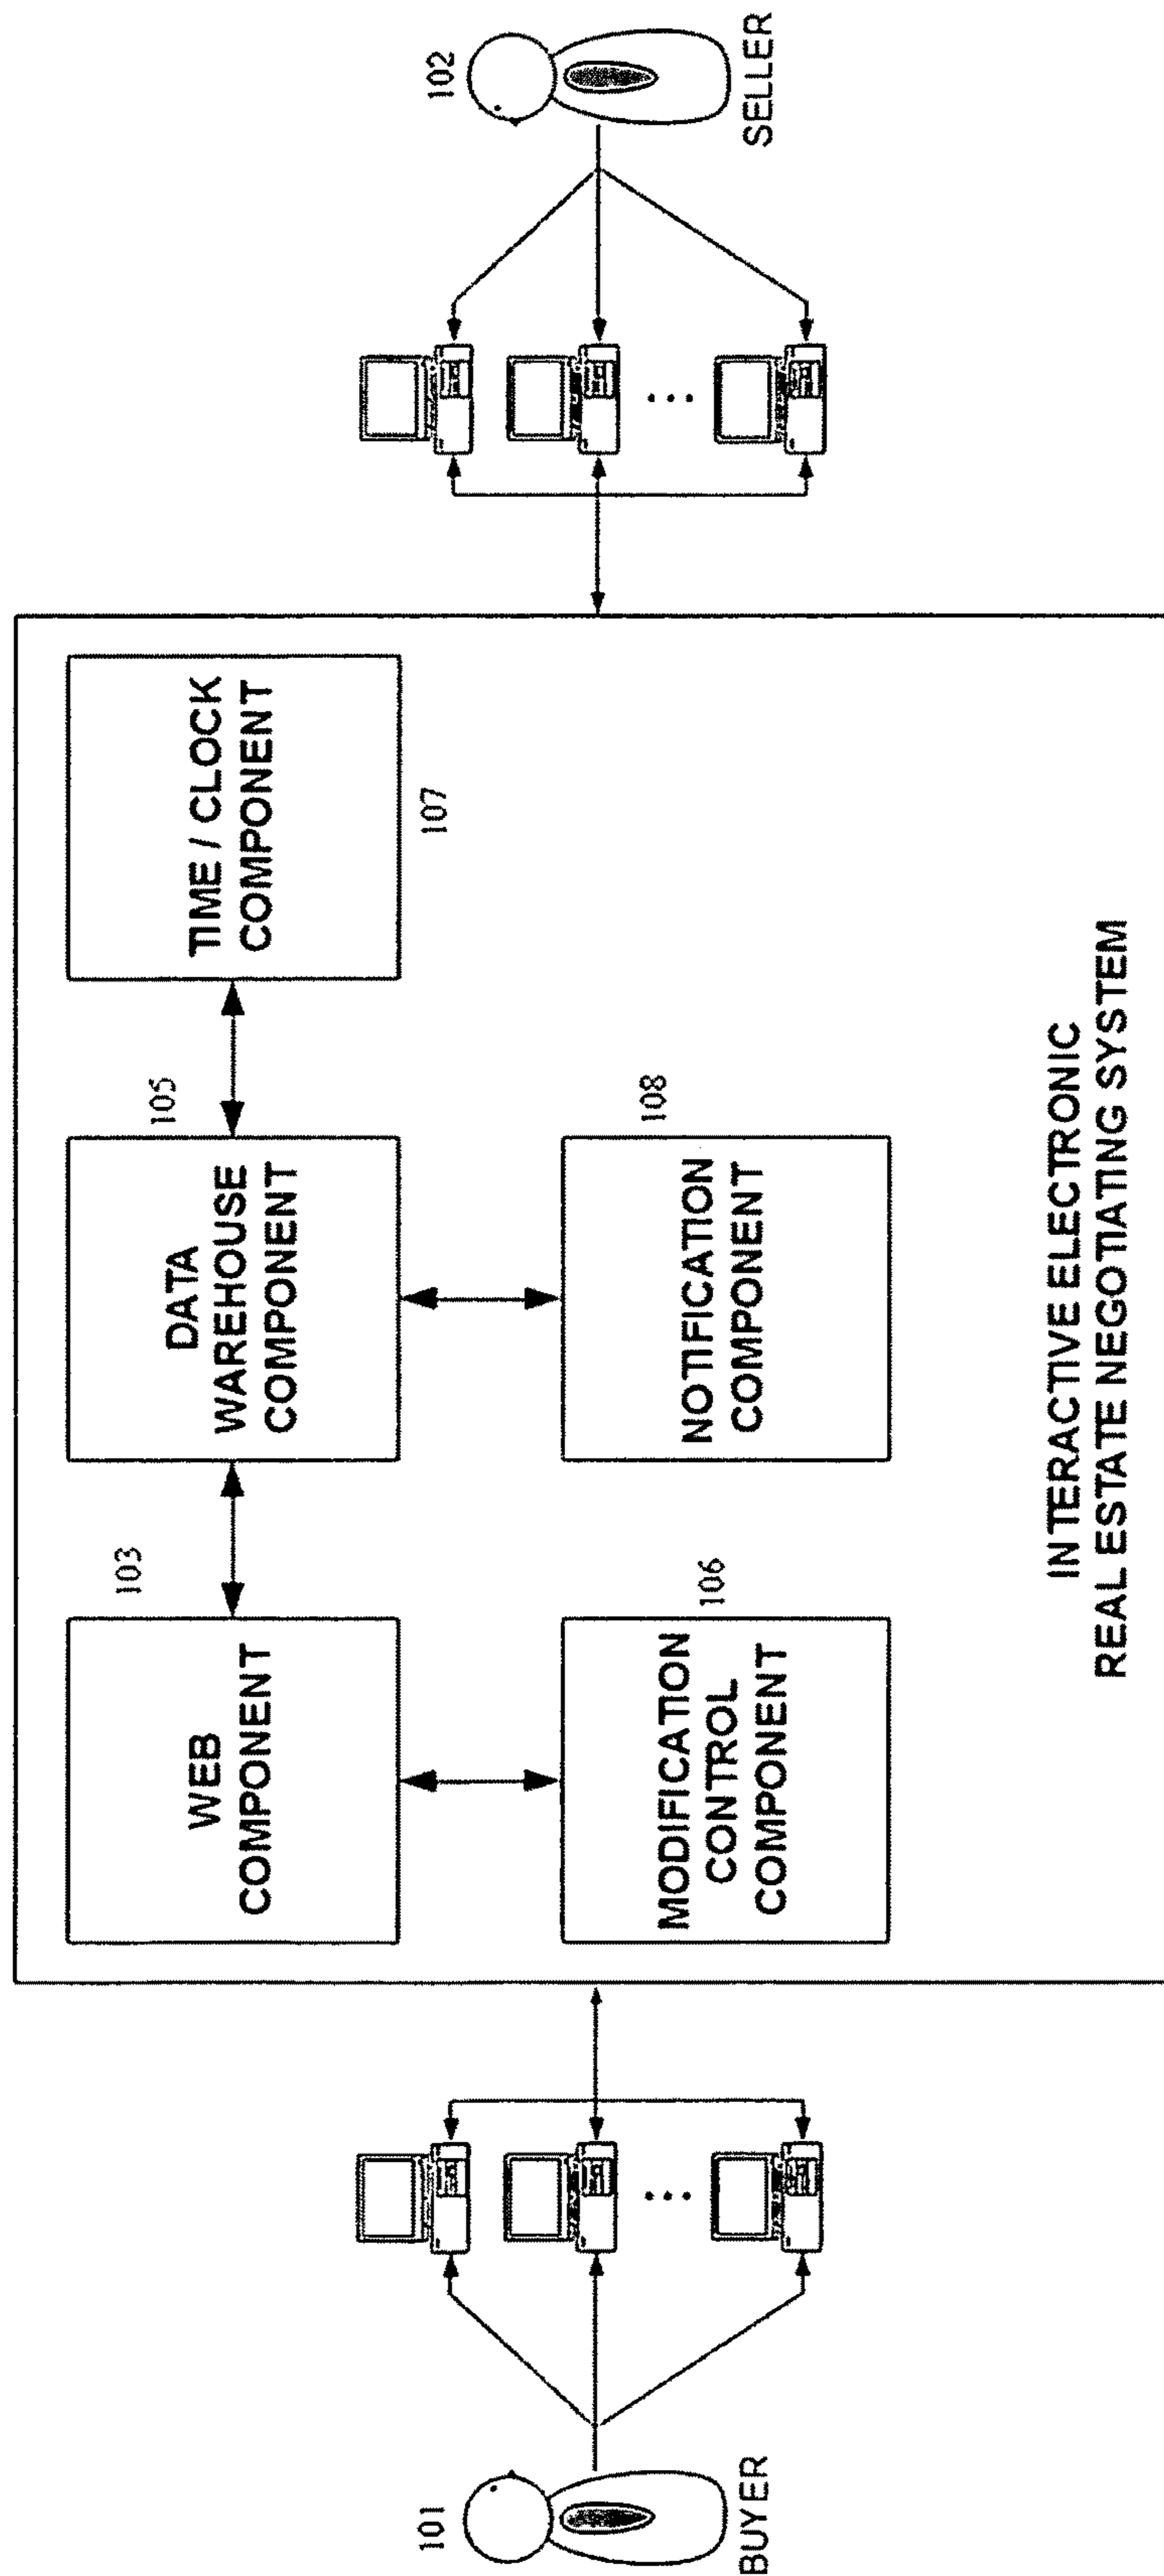 101
BUYER
103
WEB
COMPONENT
105
DATA
WAREHOUSE
COMPONENT
TIME / CLOCK
COMPONENT
107
106
MODIFICATION
CONTROL
COMPONENT
108
NOTIFICATION
COMPONENT
INTERACTIVE ELECTRONIC
REAL ESTATE NEGOTIATING SYSTEM
102
SELLER